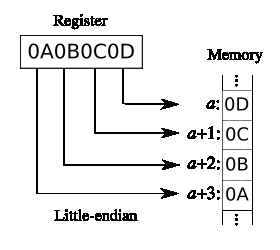 Register
0A0B0C0D
Memory
a: 0D
a+1: 0C
a+2: 0B
a+3: 0A
Little-endian